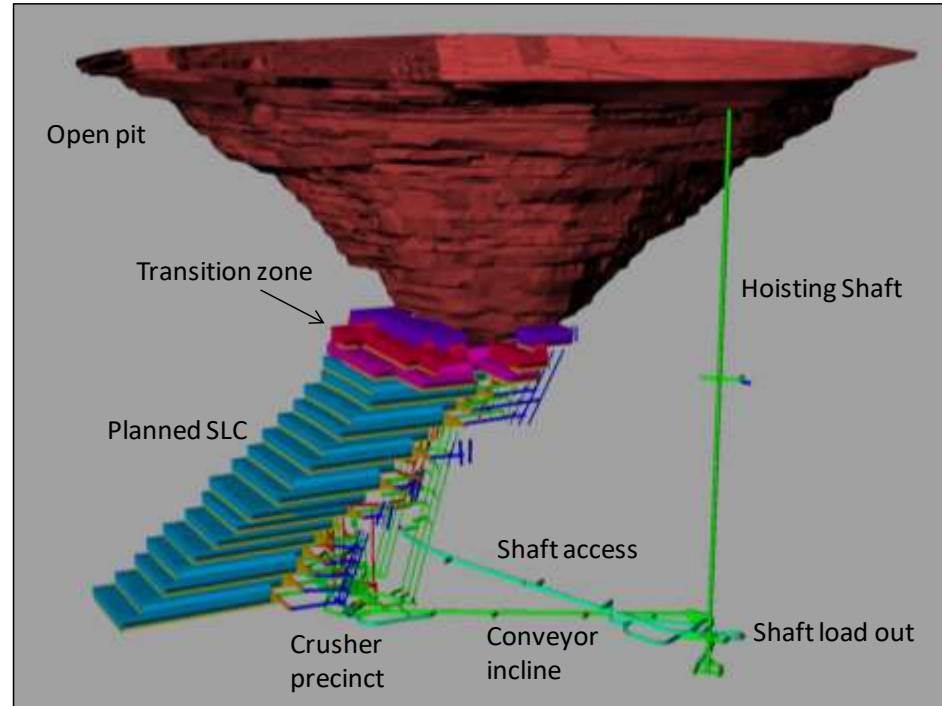 Open pit
Transition zone
Hoisting Shaft
Planned SLC
Shaft access
Crusher
precinct
Conveyor
incline
Shaft load out